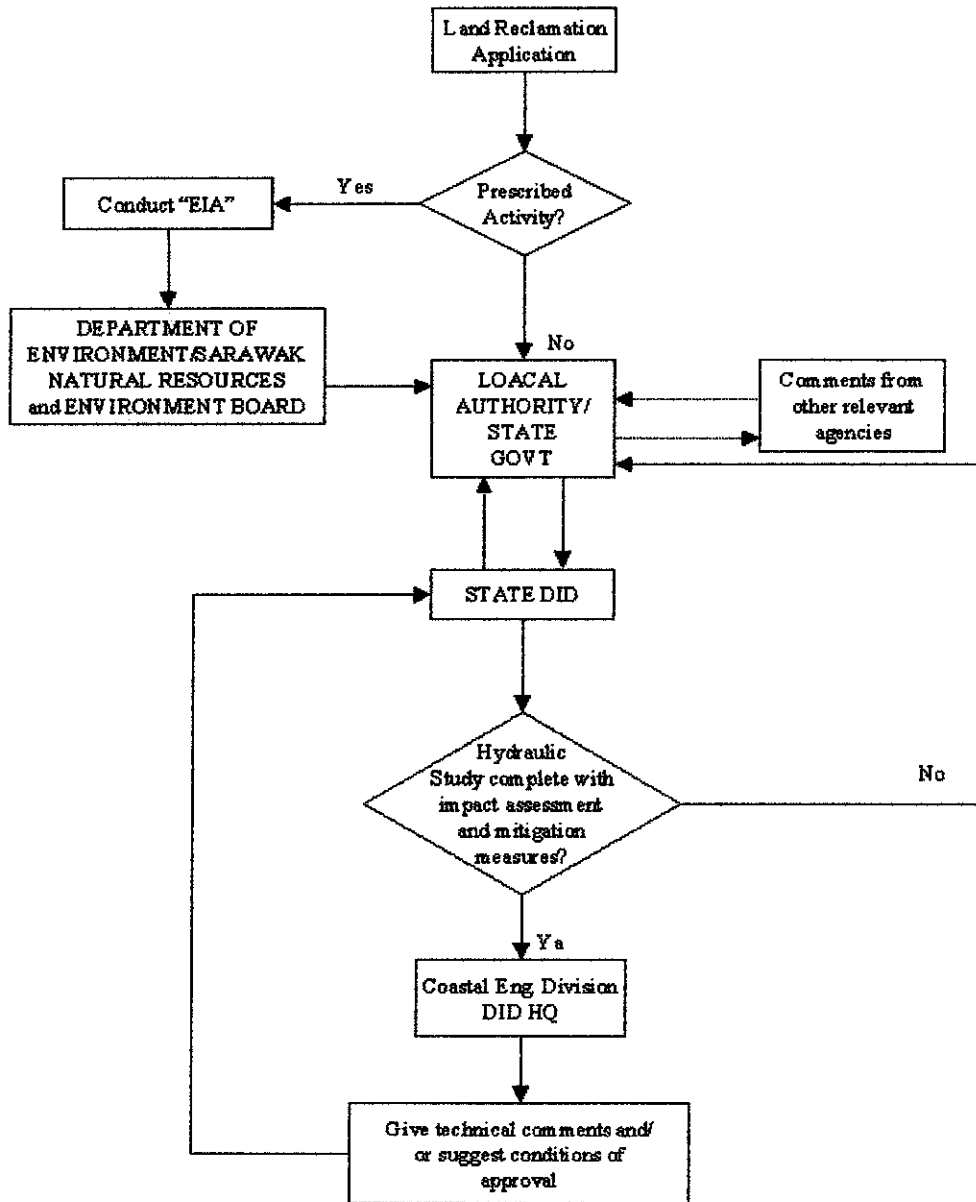 Land Reclamation
Application
Yes
Prescribed
Activity?
Conduct “EIA”
No
DEPARTMENT OF
ENVIRONMENT/SARAWAK
NATURAL RESOURCES
and ENVIRONMENT BOARD
LOACAL
AUTHORITY/
STATE
GOVT
Comments from
other relevant
agencies
STATE DID
Hydraulic
Study complete with
impact assessment
and mitigation
measures?
No
Ya
Coastal Eng. Division
DID HQ
Give technical comments and/
or suggest conditions of
approval